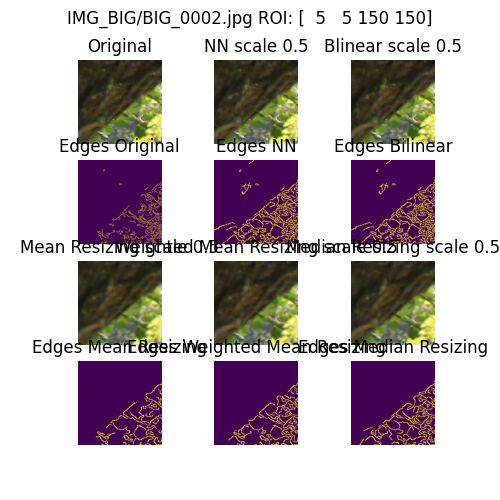 IMG_BIG/BIG_0002.jpg ROI: [  5   5 150 150]
Original NN scale 0.5 Blinear scale 0.5
Edges Original Edges NN Edges Bilinear
Mean Resizing scale 0.5 Weighted Mean Resizing scale 0.5 Median Resizing scale 0.5
Edges Mean Resizing Edges Weighted Mean Resizing Edges Median Resizing